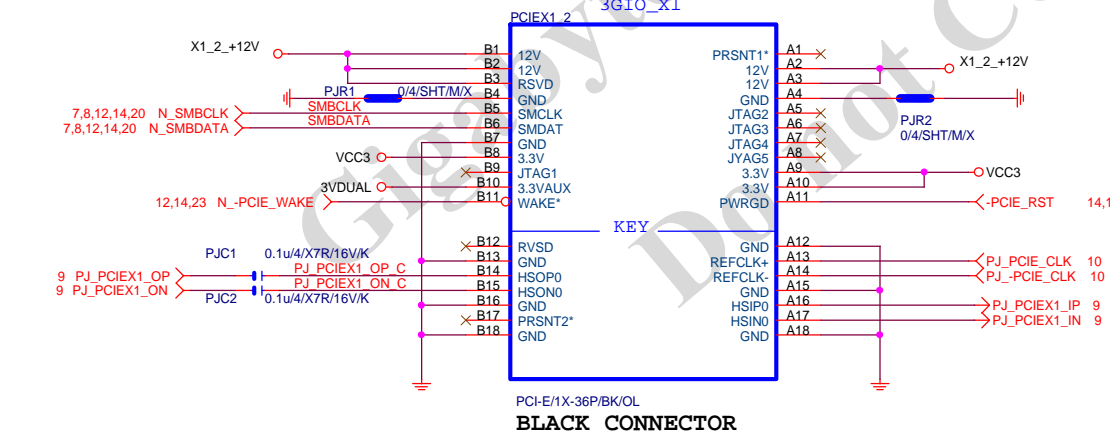 3GIO_X1
PCIEX1_2
X1_2_+12V
B1 12V PRSNT1* A1
B2 12V 12V A2 X1_2_+12V
B3 RSVD 12V A3
PJR1 0/4/SHT/M/X B4 GND GND A4
7,8,12,14,20 N_SMBCLK SMBCLK B5 SMCLK JTAG2 A5 PJR2
7,8,12,14,20 N_SMBDATA SMBDATA B6 SMDAT JTAG3 A6 0/4/SHT/M/X
B7 GND JTAG4 A7
VCC3 B8 3.3V JYAG5 A8
B9 JTAG1 3.3V A9 VCC3
3VDUAL B10 3.3VAUX 3.3V A10
12,14,23 N_-PCIE_WAKE B11 WAKE* PWRGD A11 -PCIE_RST 14,1
KEY
B12 RVSD GND A12
PJC1 0.1u/4/X7R/16V/K B13 GND REFCLK+ A13 PJ_PCIE_CLK 10
9 PJ_PCIEX1_OP PJ_PCIEX1_OP_C B14 HSOP0 REFCLK- A14 PJ_-PCIE_CLK 10
9 PJ_PCIEX1_ON PJ_PCIEX1_ON_C B15 HSON0 GND A15
PJC2 0.1u/4/X7R/16V/K B16 GND HSIP0 A16 PJ_PCIEX1_IP 9
B17 PRSNT2* HSIN0 A17 PJ_PCIEX1_IN 9
B18 GND GND A18
PCI-E/1X-36P/BK/OL
BLACK CONNECTOR
Gigabyte
Do not C